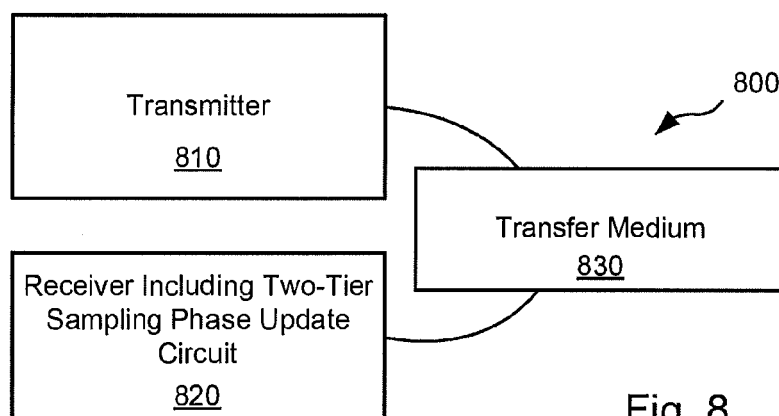 Transmitter
810
800
Transfer Medium
830
Receiver Including Two-Tier
Sampling Phase Update
Circuit
820
Fig. 8